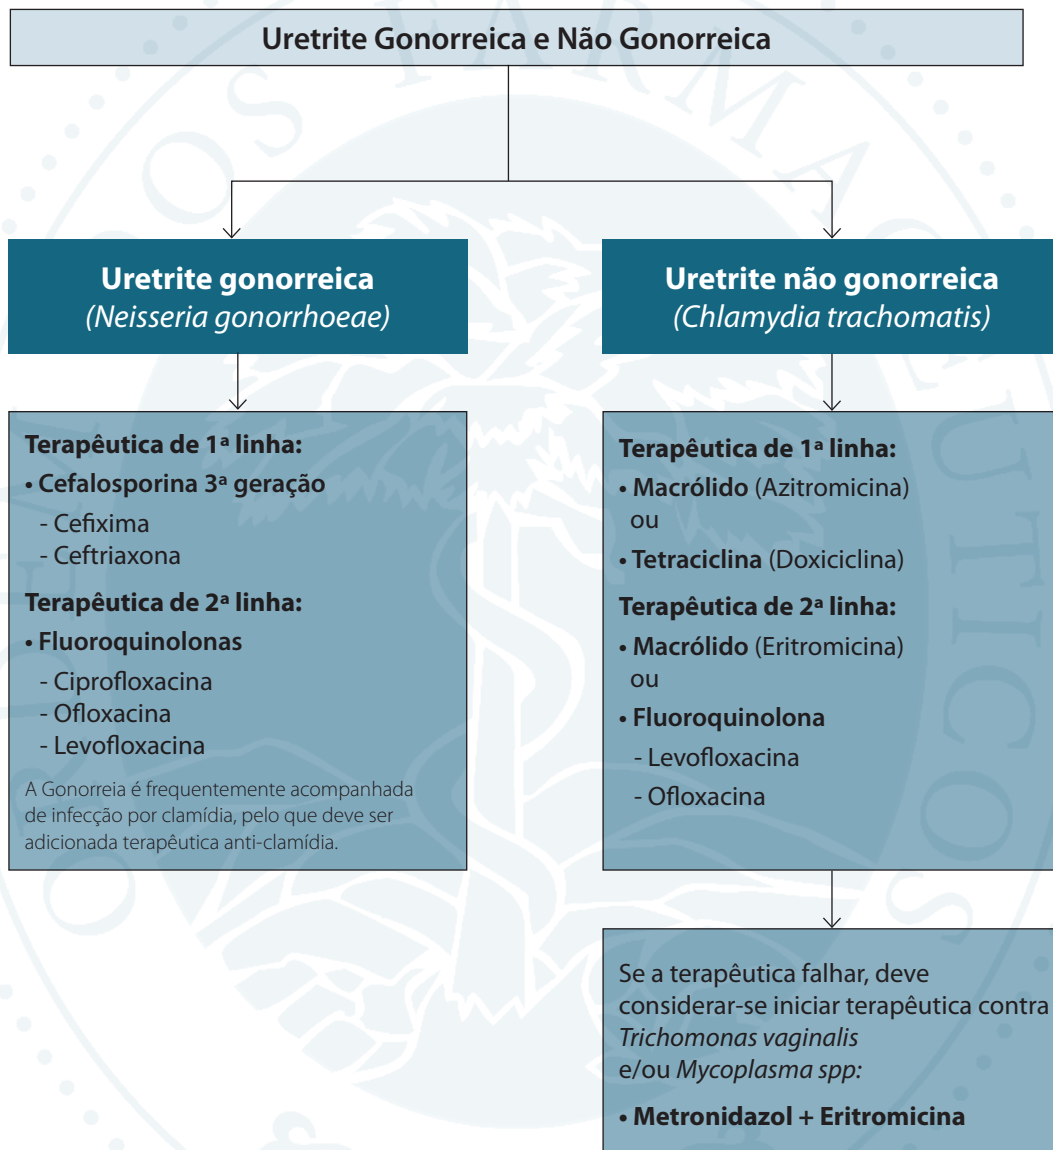 Uretrite Gonorreica e Não Gonorreica
Uretrite gonorreica
(Neisseria gonorrhoeae)
Terapêutica de 1ª linha:
• Cefalosporina 3ª geração
- Cefixima
- Ceftriaxona
Terapêutica de 2ª linha:
• Fluoroquinolonas
- Ciprofloxacina
- Ofloxacina
- Levofloxacina
A Gonorreia é frequentemente acompanhada
de infecção por clamídia, pelo que deve ser
adicionada terapêutica anti-clamídia.
Uretrite não gonorreica
(Chlamydia trachomatis)
Terapêutica de 1ª linha:
• Macrólido (Azitromicina)
ou
• Tetraciclina (Doxiciclina)
Terapêutica de 2ª linha:
• Macrólido (Eritromicina)
ou
• Fluoroquinolona
- Levofloxacina
- Ofloxacina
Se a terapêutica falhar, deve
considerar-se iniciar terapêutica contra
Trichomonas vaginalis
e/ou Mycoplasma spp:
• Metronidazol + Eritromicina
ORDEM DOS FARMACÊUTICOS